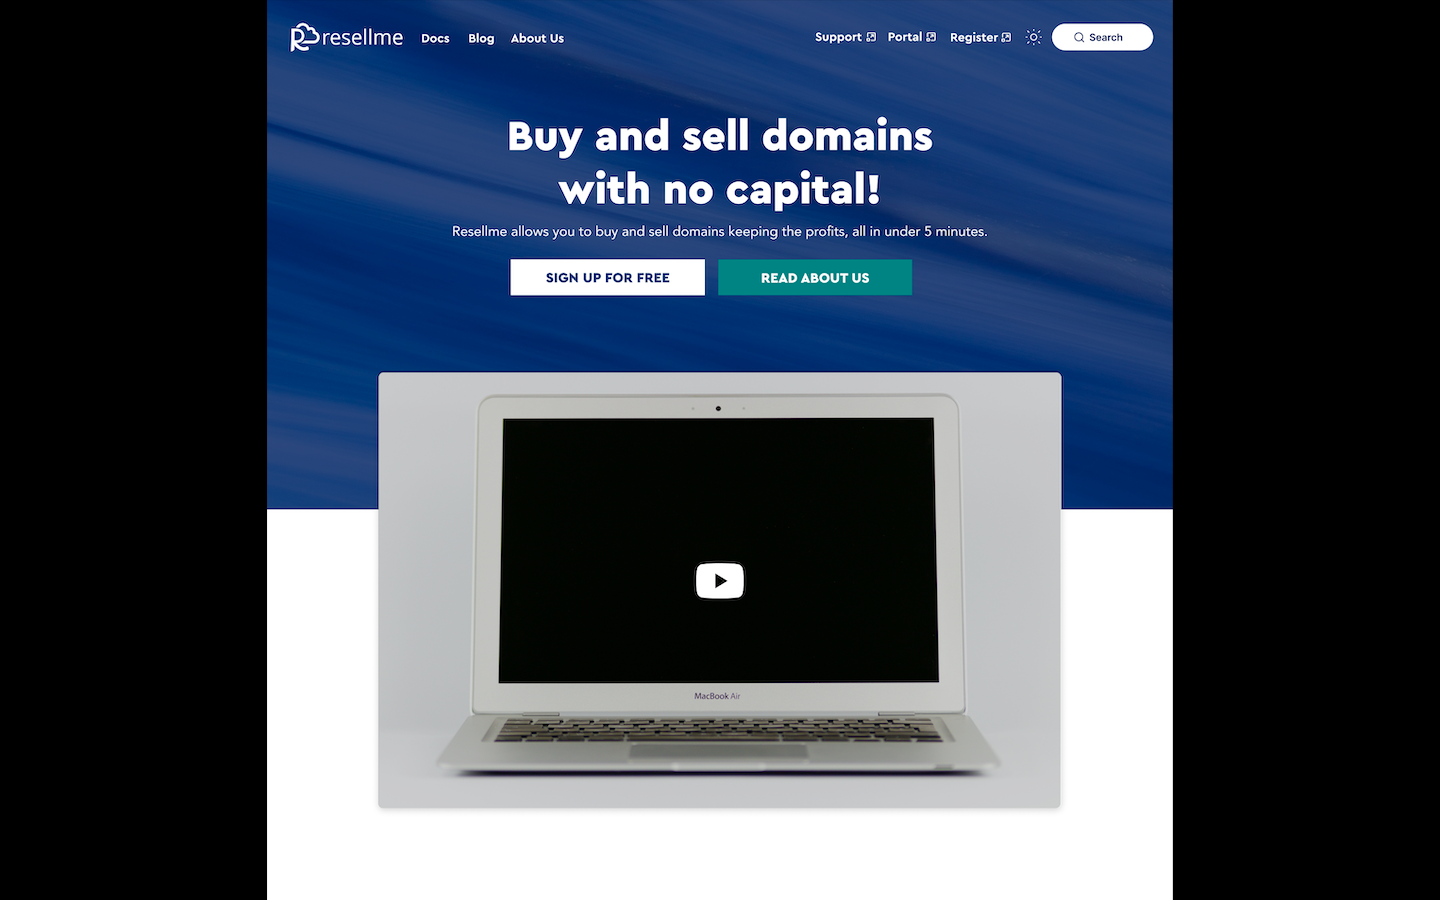 resellme Docs Blog About Us Support Portal Register Search
Buy and sell domains
with no capital!
Resellme allows you to buy and sell domains keeping the profits, all in under 5 minutes.
SIGN UP FOR FREE READ ABOUT US
MacBook Air